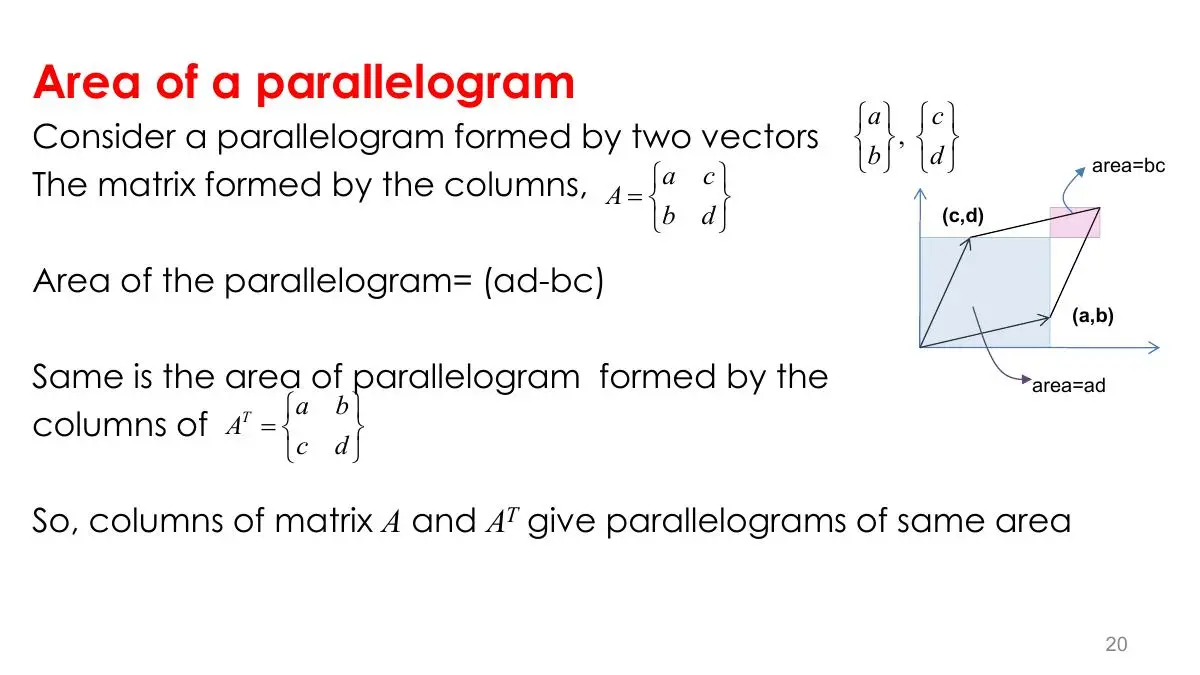 Area of a parallelogram
Consider a parallelogram formed by two vectors {a b}, {c d}
The matrix formed by the columns, A = {a c b d}
Area of the parallelogram= (ad-bc)
Same is the area of parallelogram formed by the
columns of Aᵀ = {a b c d}
So, columns of matrix A and Aᵀ give parallelograms of same area
area=bc
(c,d)
(a,b)
area=ad
20